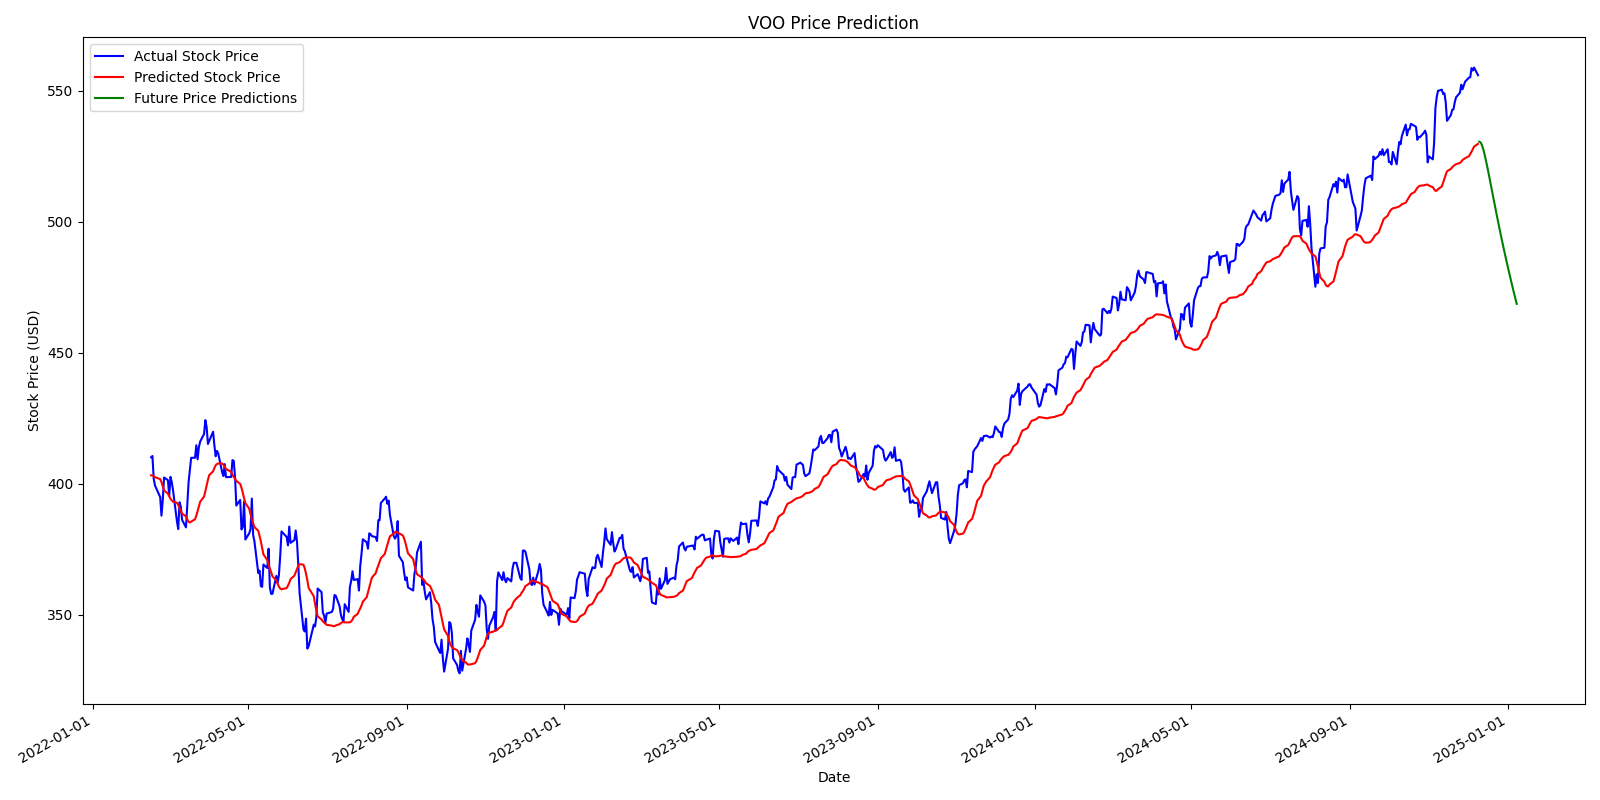 VOO Price Prediction
Actual Stock Price
Predicted Stock Price
Future Price Predictions
Stock Price (USD)
550
500
450
400
350
2022-01-01
2022-05-01
2022-09-01
2023-01-01
2023-05-01
2023-09-01
2024-01-01
2024-05-01
2024-09-01
2025-01-01
Date